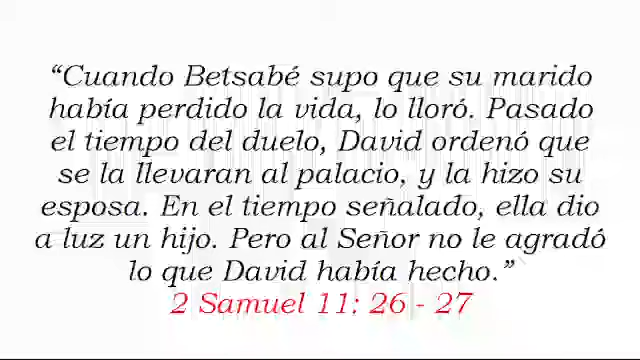 “Cuando Betsabé supo que su marido
había perdido la vida, lo lloró. Pasado
el tiempo del duelo, David ordenó que
se la llevaran al palacio, y la hizo su
esposa. En el tiempo señalado, ella dio
a luz un hijo. Pero al Señor no le agradó
lo que David había hecho.”
2 Samuel 11: 26 - 27